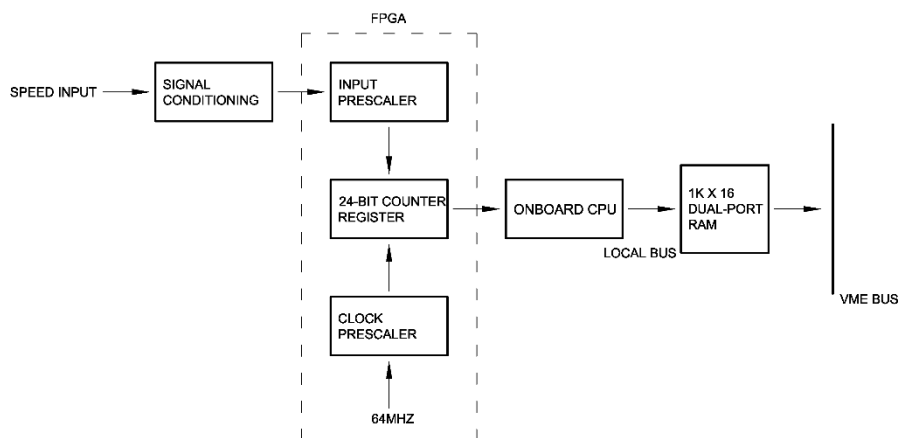 FPGA
SPEED INPUT
SIGNAL
CONDITIONING
INPUT
PRESCALER
24-BIT COUNTER
REGISTER
ONBOARD CPU
LOCAL BUS
1K X 16
DUAL-PORT
RAM
VME BUS
CLOCK
PRESCALER
64MHZ